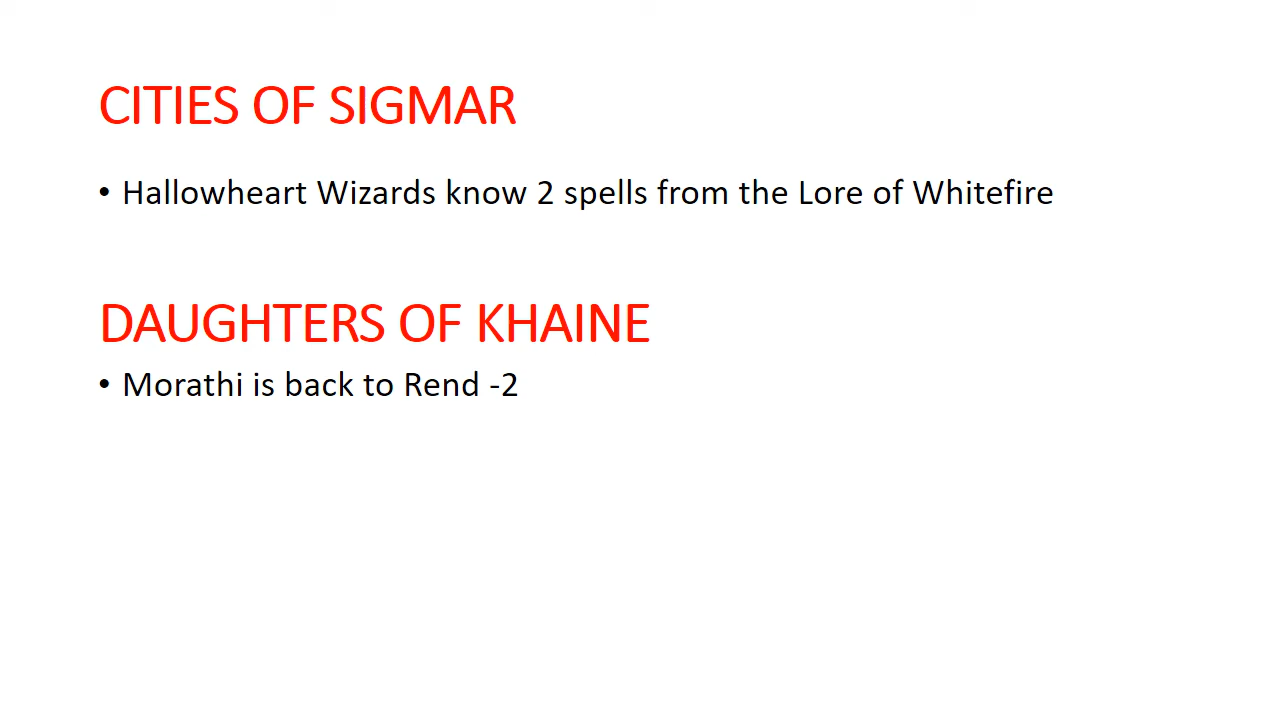 CITIES OF SIGMAR
• Hallowheart Wizards know 2 spells from the Lore of Whitefire
DAUGHTERS OF KHAINE
• Morathi is back to Rend -2